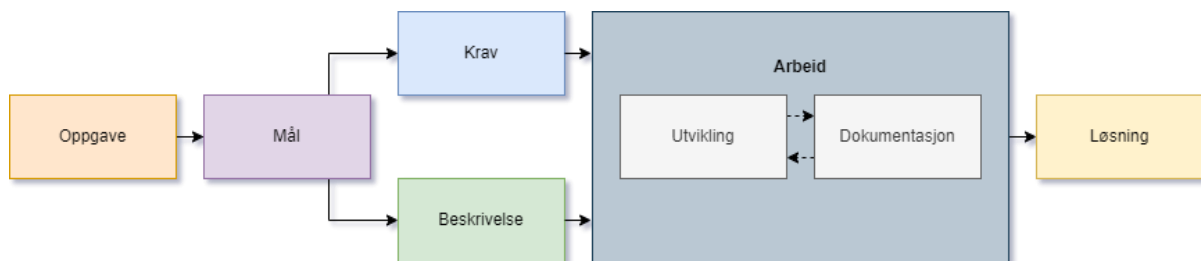 Oppgave
Mål
Krav
Beskrivelse
Arbeid
Utvikling
Dokumentasjon
Løsning